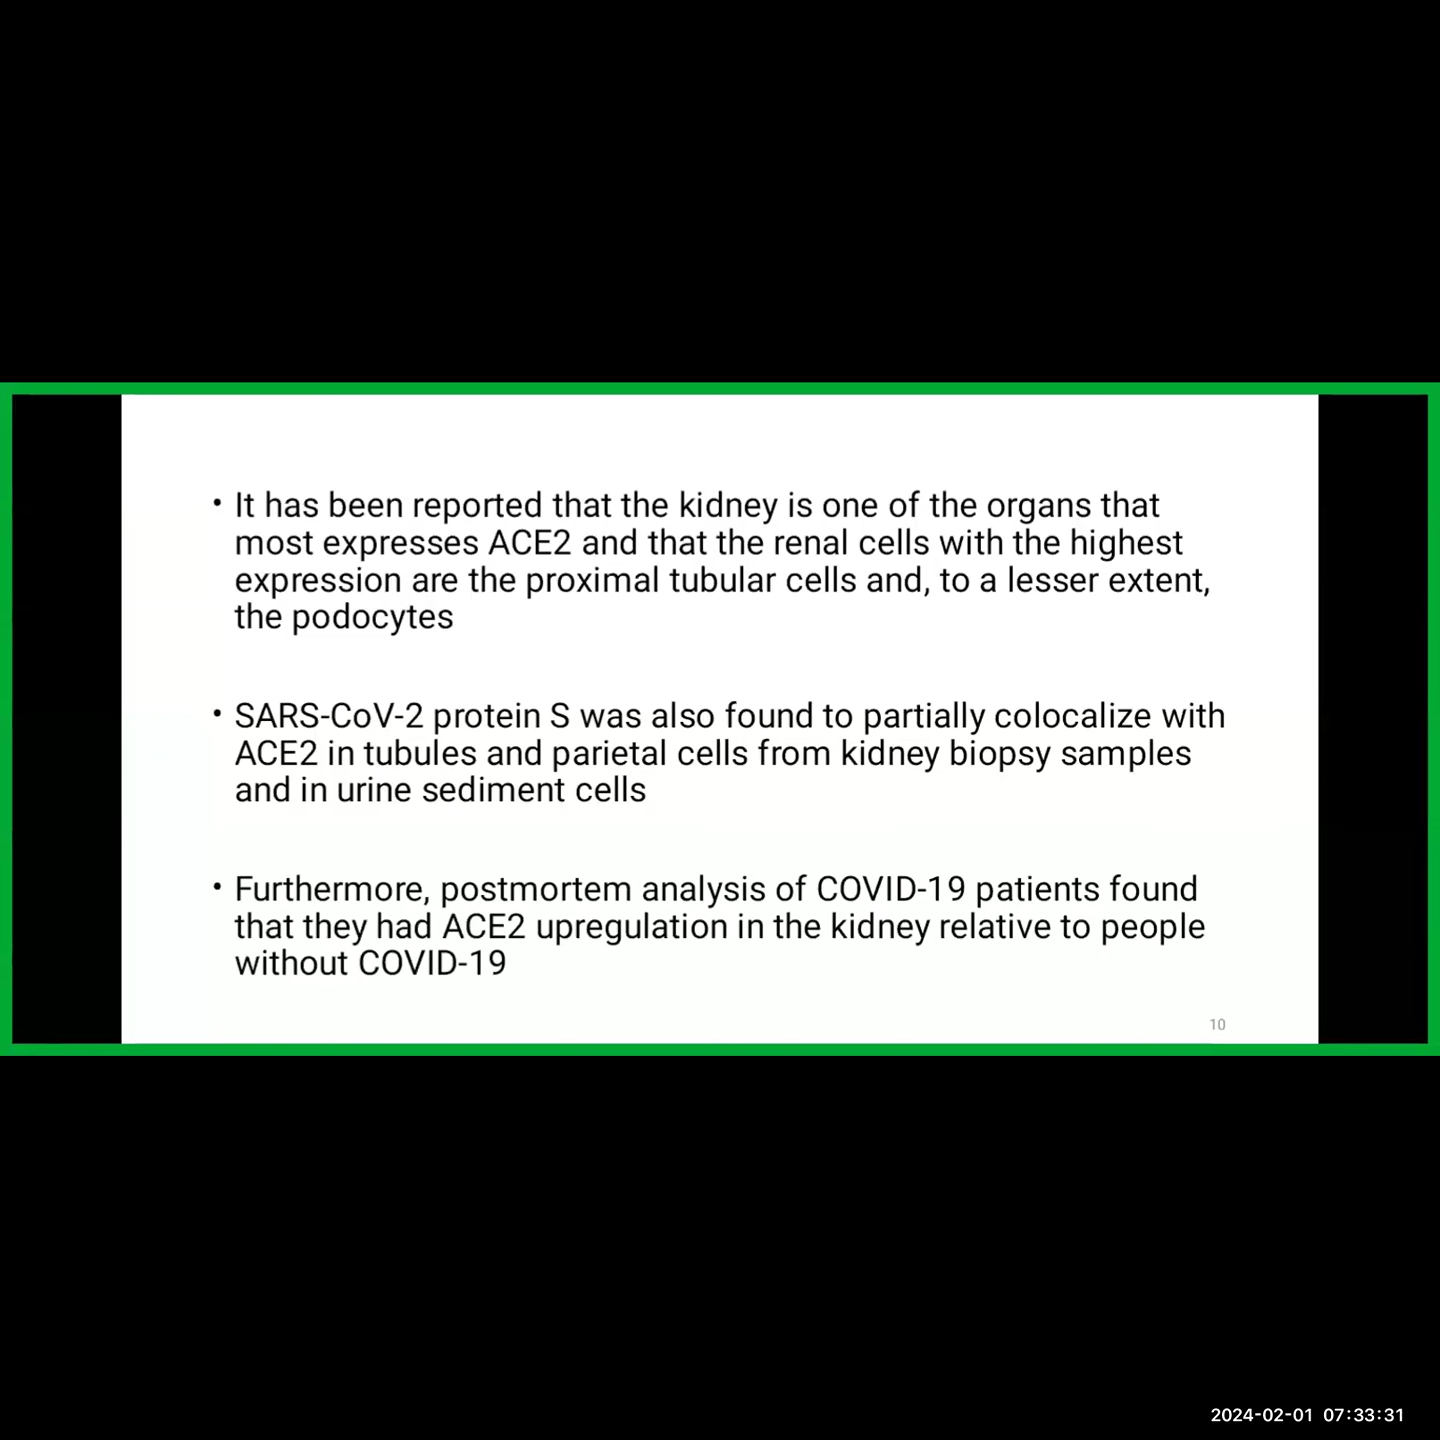 • It has been reported that the kidney is one of the organs that
most expresses ACE2 and that the renal cells with the highest
expression are the proximal tubular cells and, to a lesser extent,
the podocytes
• SARS-CoV-2 protein S was also found to partially colocalize with
ACE2 in tubules and parietal cells from kidney biopsy samples
and in urine sediment cells
• Furthermore, postmortem analysis of COVID-19 patients found
that they had ACE2 upregulation in the kidney relative to people
without COVID-19
10
2024-02-01 07:33:31